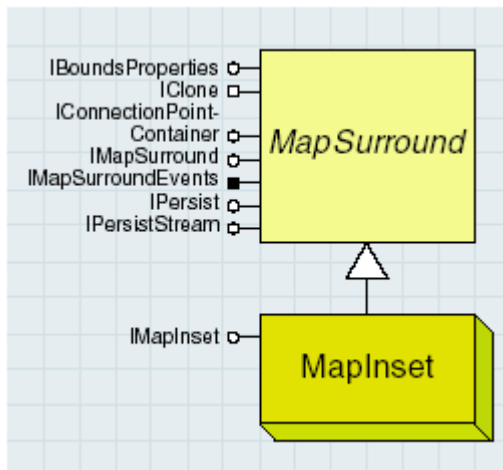 IBoundsProperties
IClone
IConnectionPoint-
Container
IMapSurround
IMapSurroundEvents
IPersist
IPersistStream
MapSurround
IMapInset
MapInset